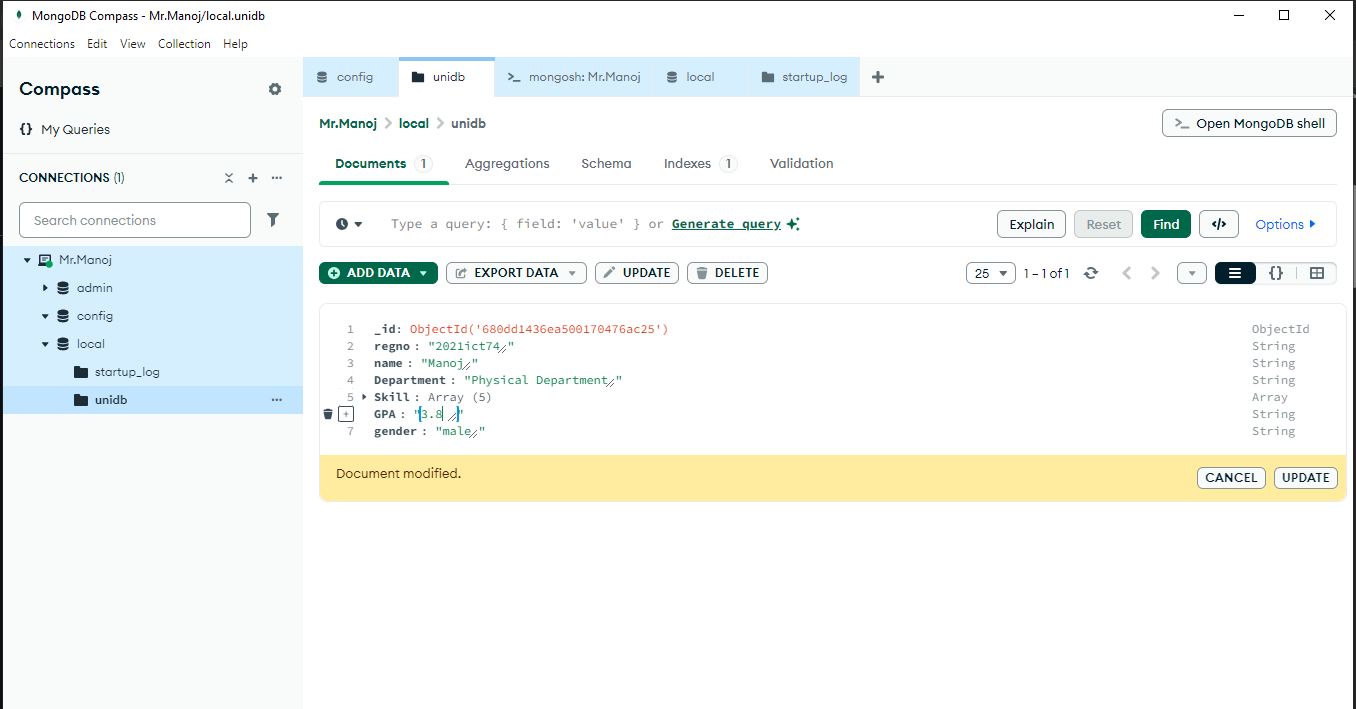 MongoDB Compass - Mr.Manoj/local.unidb
Connections Edit View Collection Help
Compass
{} My Queries
CONNECTIONS (1)
Search connections
Mr.Manoj
admin
config
local
startup_log
unidb
config unidb >_ mongosh: Mr.Manoj local startup_log +
Mr.Manoj > local > unidb
>_ Open MongoDB shell
Documents 1 Aggregations Schema Indexes 1 Validation
Type a query: { field: 'value' } or Generate query
Explain Reset Find </> Options
ADD DATA EXPORT DATA UPDATE DELETE
25 1 – 1 of 1 {}
1 _id: ObjectId('680dd1436ea500170476ac25') ObjectId
2 regno : "2021ict74" String
3 name : "Manoj" String
4 Department : "Physical Department" String
5 Skill : Array (5) Array
GPA : "3.8" String
7 gender : "male" String
Document modified.
CANCEL UPDATE